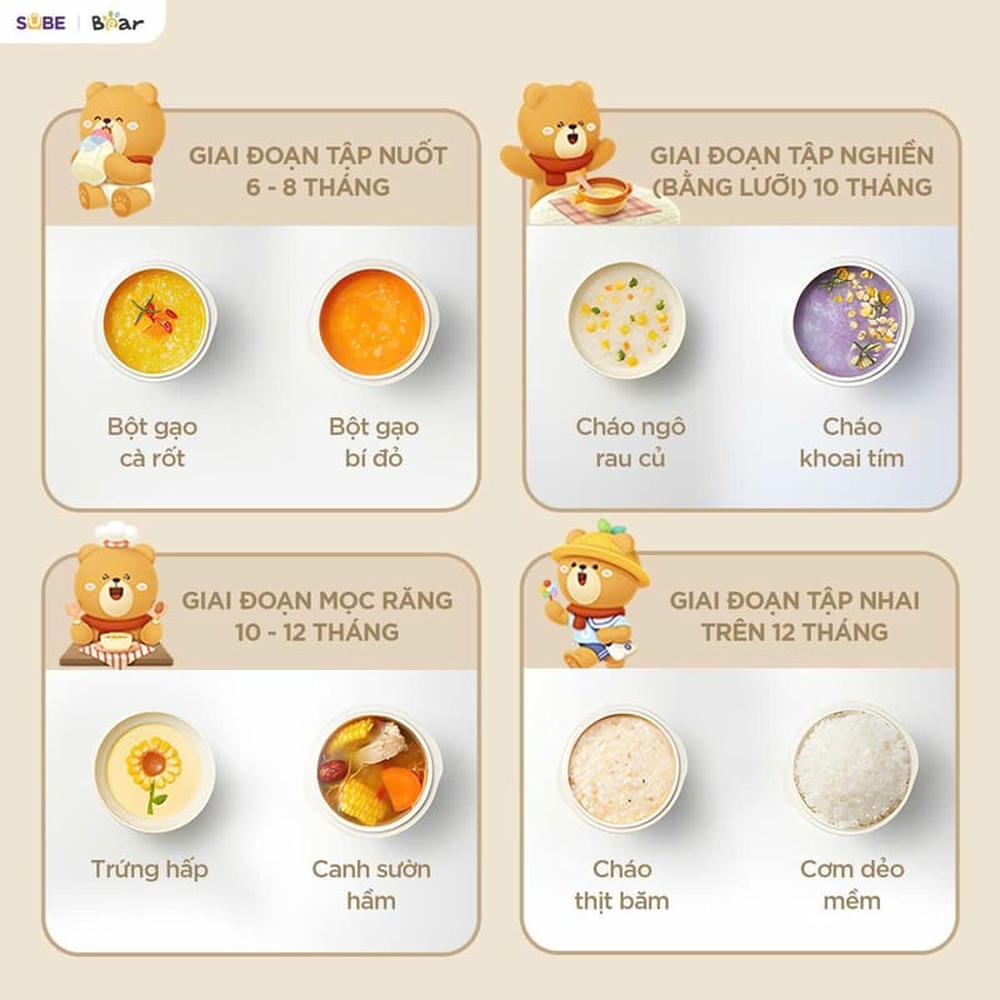 SUBE | Bear
GIAI ĐOẠN TẬP NUỐT
6 - 8 THÁNG
Bột gạo
cà rốt
Bột gạo
bí đỏ
GIAI ĐOẠN TẬP NGHIỀN
(BẰNG LƯỠI) 10 THÁNG
Cháo ngô
rau củ
Cháo
khoai tím
GIAI ĐOẠN MỌC RĂNG
10 - 12 THÁNG
Trứng hấp
Canh sườn
hầm
GIAI ĐOẠN TẬP NHAI
TRÊN 12 THÁNG
Cháo
thịt băm
Cơm dẻo
mềm